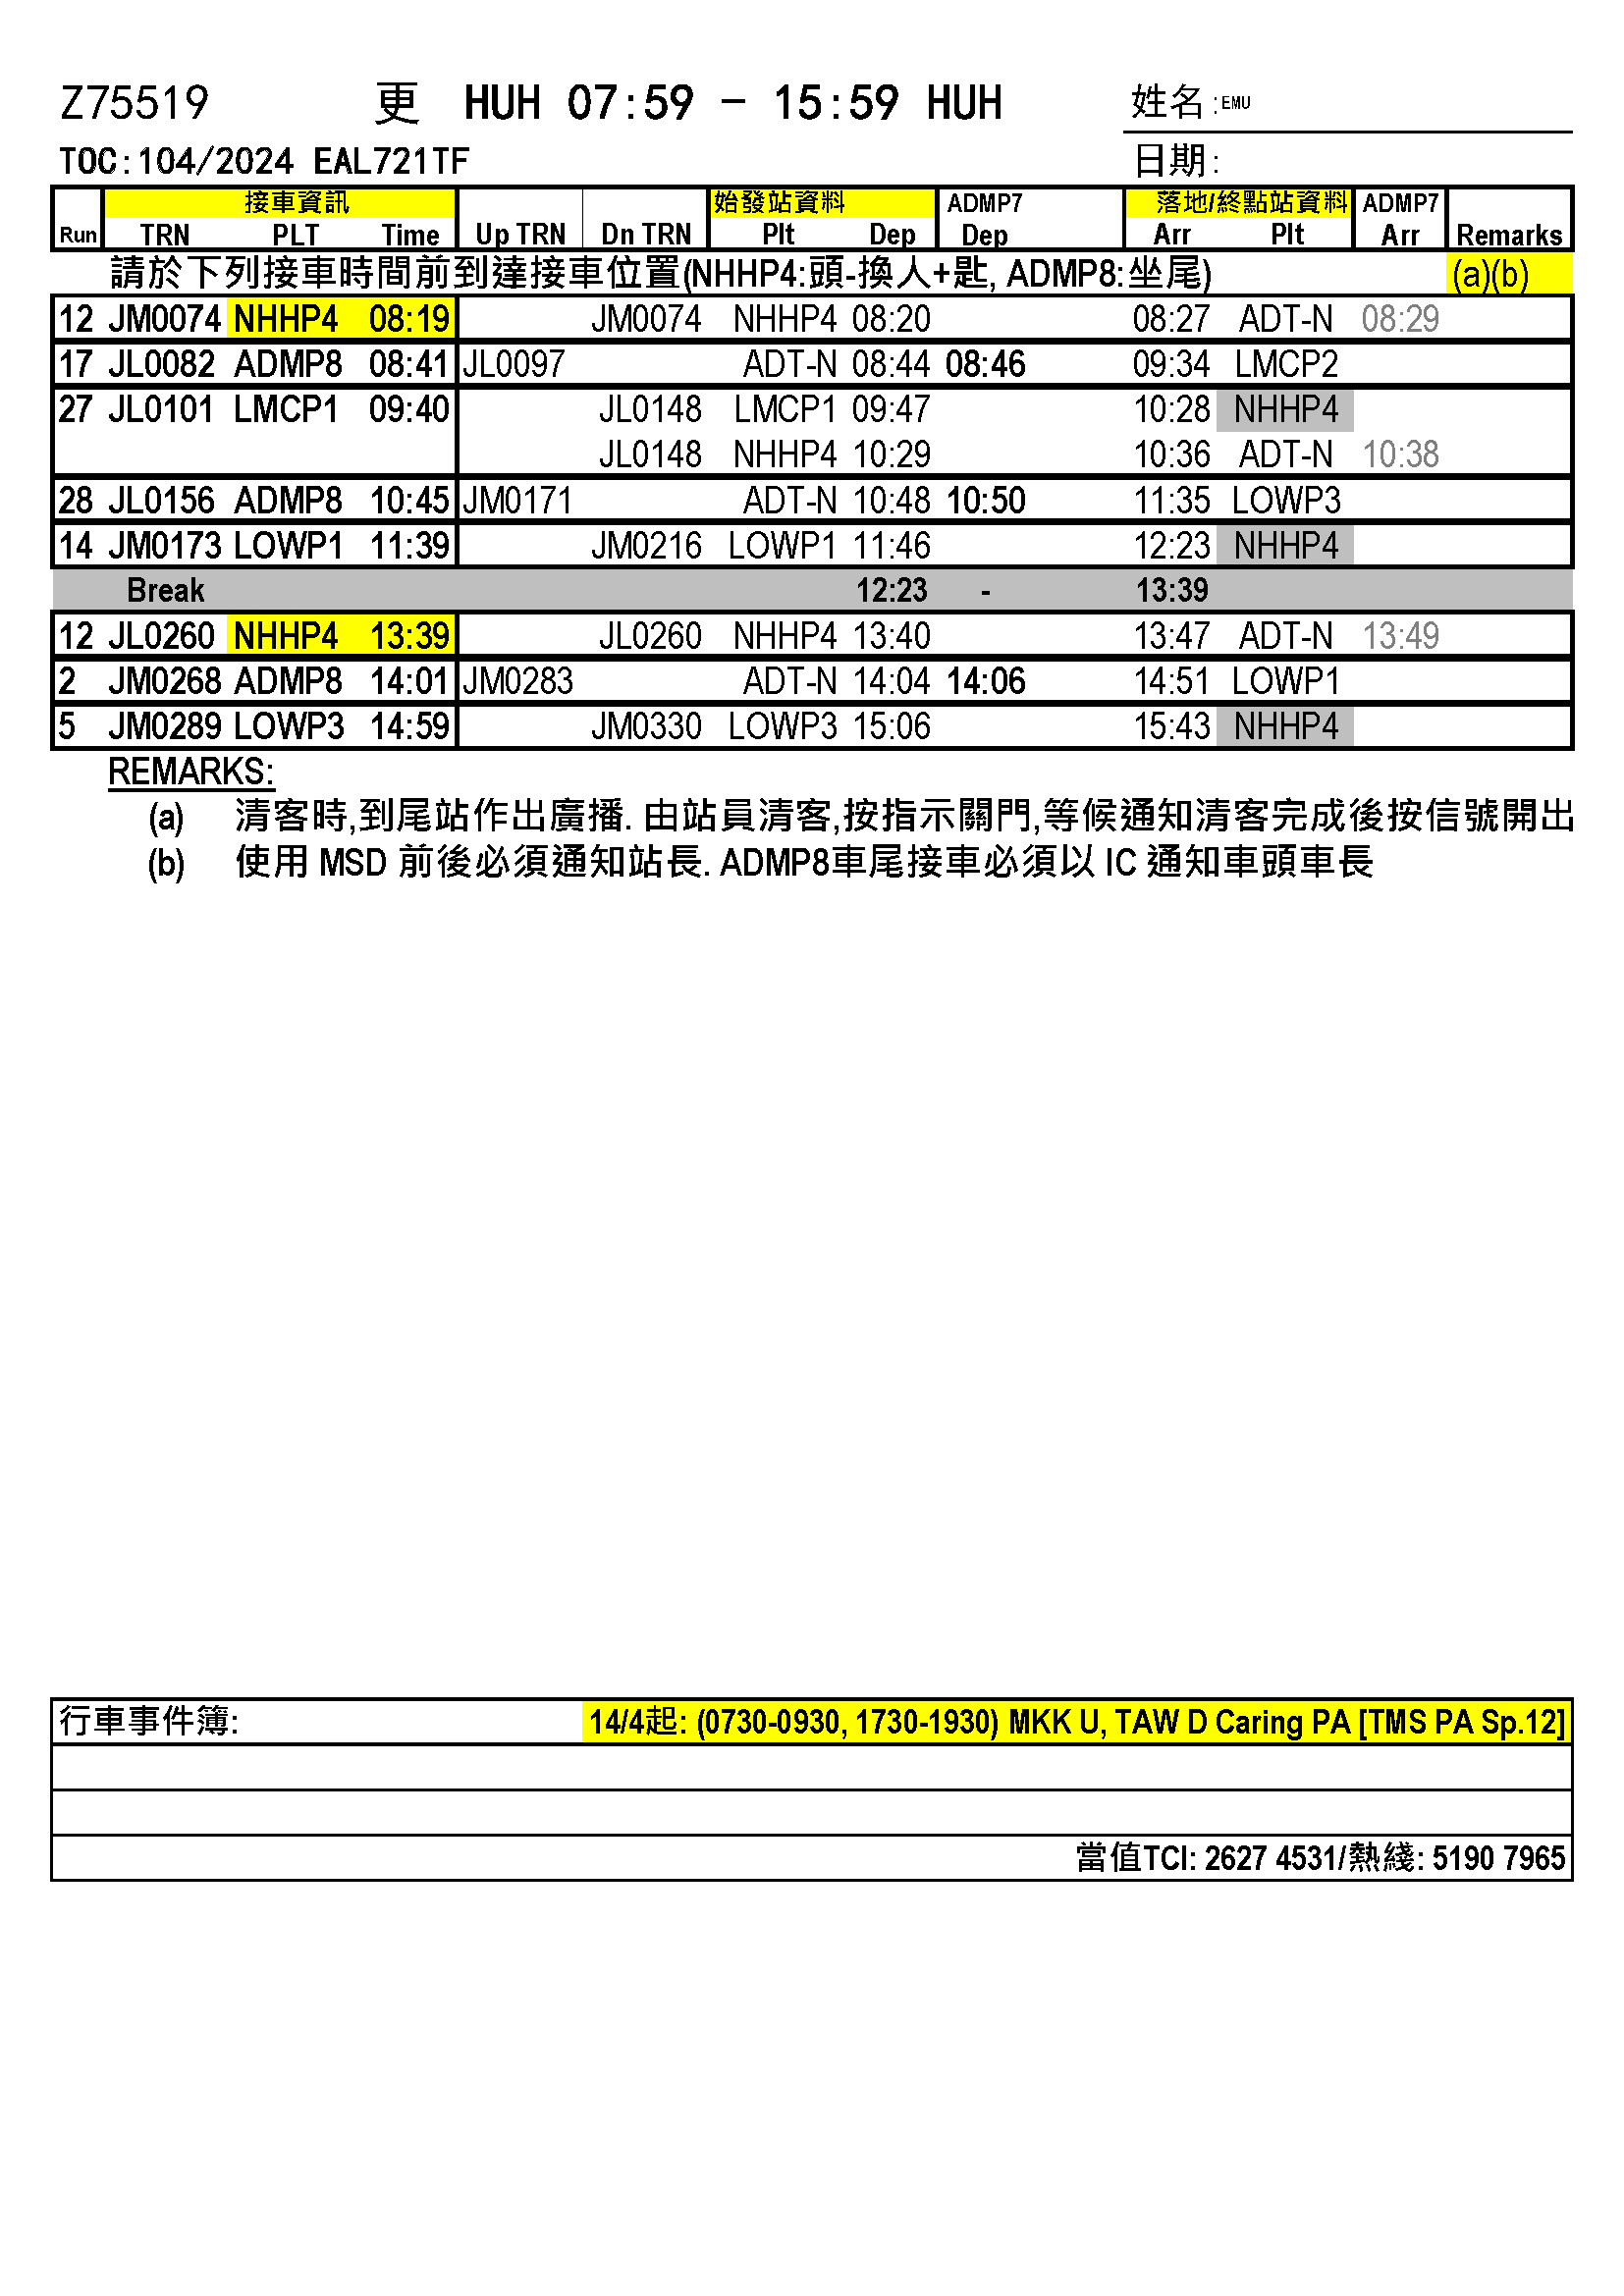 Z75519 更 HUH 07:59 - 15:59 HUH 姓名:EMU
TOC:104/2024 EAL721TF 日期:
接車資訊 始發站資料 ADMP7 落地/終點站資料 ADMP7
Run TRN PLT Time Up TRN Dn TRN Plt Dep Dep Arr Plt Arr Remarks
請於下列接車時間前到達接車位置(NHHP4:頭-換人+匙, ADMP8:坐尾) (a)(b)
12 JM0074 NHHP4 08:19 JM0074 NHHP4 08:20 08:27 ADT-N 08:29
17 JL0082 ADMP8 08:41 JL0097 ADT-N 08:44 08:46 09:34 LMCP2
27 JL0101 LMCP1 09:40 JL0148 LMCP1 09:47 10:28 NHHP4
JL0148 NHHP4 10:29 10:36 ADT-N 10:38
28 JL0156 ADMP8 10:45 JM0171 ADT-N 10:48 10:50 11:35 LOWP3
14 JM0173 LOWP1 11:39 JM0216 LOWP1 11:46 12:23 NHHP4
Break 12:23 - 13:39
12 JL0260 NHHP4 13:39 JL0260 NHHP4 13:40 13:47 ADT-N 13:49
2 JM0268 ADMP8 14:01 JM0283 ADT-N 14:04 14:06 14:51 LOWP1
5 JM0289 LOWP3 14:59 JM0330 LOWP3 15:06 15:43 NHHP4
REMARKS:
(a) 清客時,到尾站作出廣播. 由站員清客,按指示關門,等候通知清客完成後按信號開出
(b) 使用 MSD 前後必須通知站長. ADMP8車尾接車必須以 IC 通知車頭車長
行車事件簿: 14/4起: (0730-0930, 1730-1930) MKK U, TAW D Caring PA [TMS PA Sp.12]
當值TCI: 2627 4531/熱綫: 5190 7965